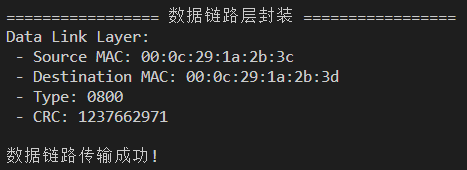 ================= 数据链路层封装 =================
Data Link Layer:
 - Source MAC: 00:0c:29:1a:2b:3c
 - Destination MAC: 00:0c:29:1a:2b:3d
 - Type: 0800
 - CRC: 1237662971
数据链路传输成功!